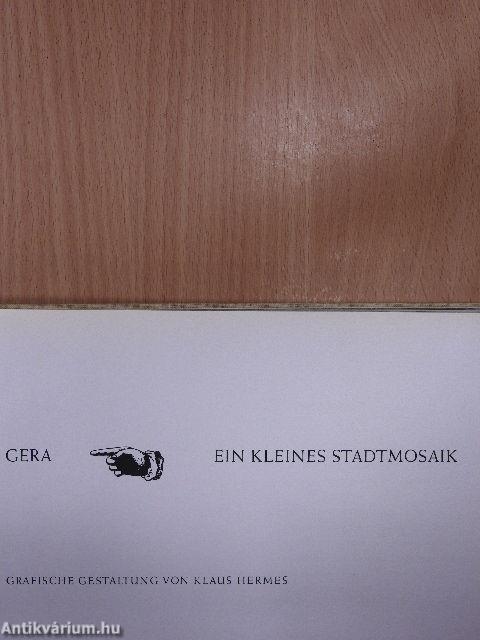 GERA EIN KLEINES STADTMOSAIK
GRAFISCHE GESTALTUNG VON KLAUS HERMES
Antikvárium.hu